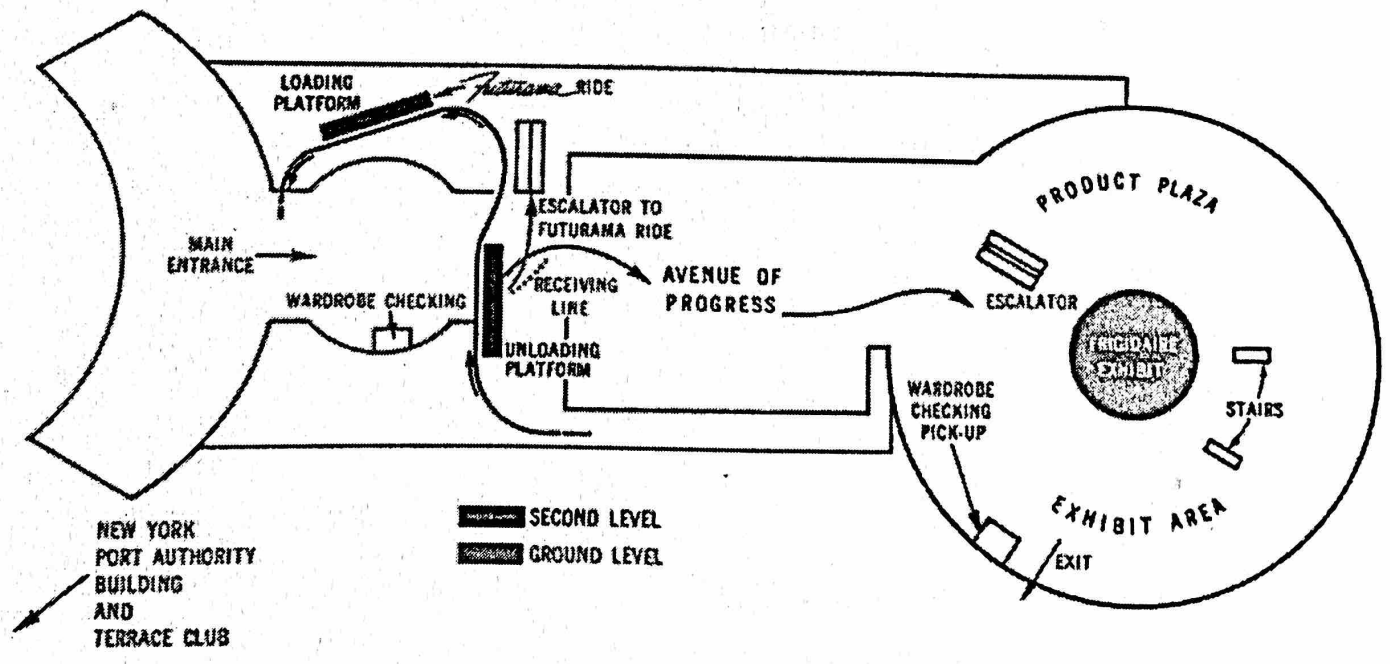 LOADING
PLATFORM
Futurama RIDE
ESCALATOR TO
FUTURAMA RIDE
MAIN
ENTRANCE
WARDROBE CHECKING
RECEIVING
LINE
UNLOADING
PLATFORM
AVENUE OF
PROGRESS
PRODUCT PLAZA
ESCALATOR
FRIGIDAIRE
EXHIBIT
STAIRS
WARDROBE
CHECKING
PICK-UP
EXHIBIT AREA
EXIT
SECOND LEVEL
GROUND LEVEL
NEW YORK
PORT AUTHORITY
BUILDING
AND
TERRACE CLUB